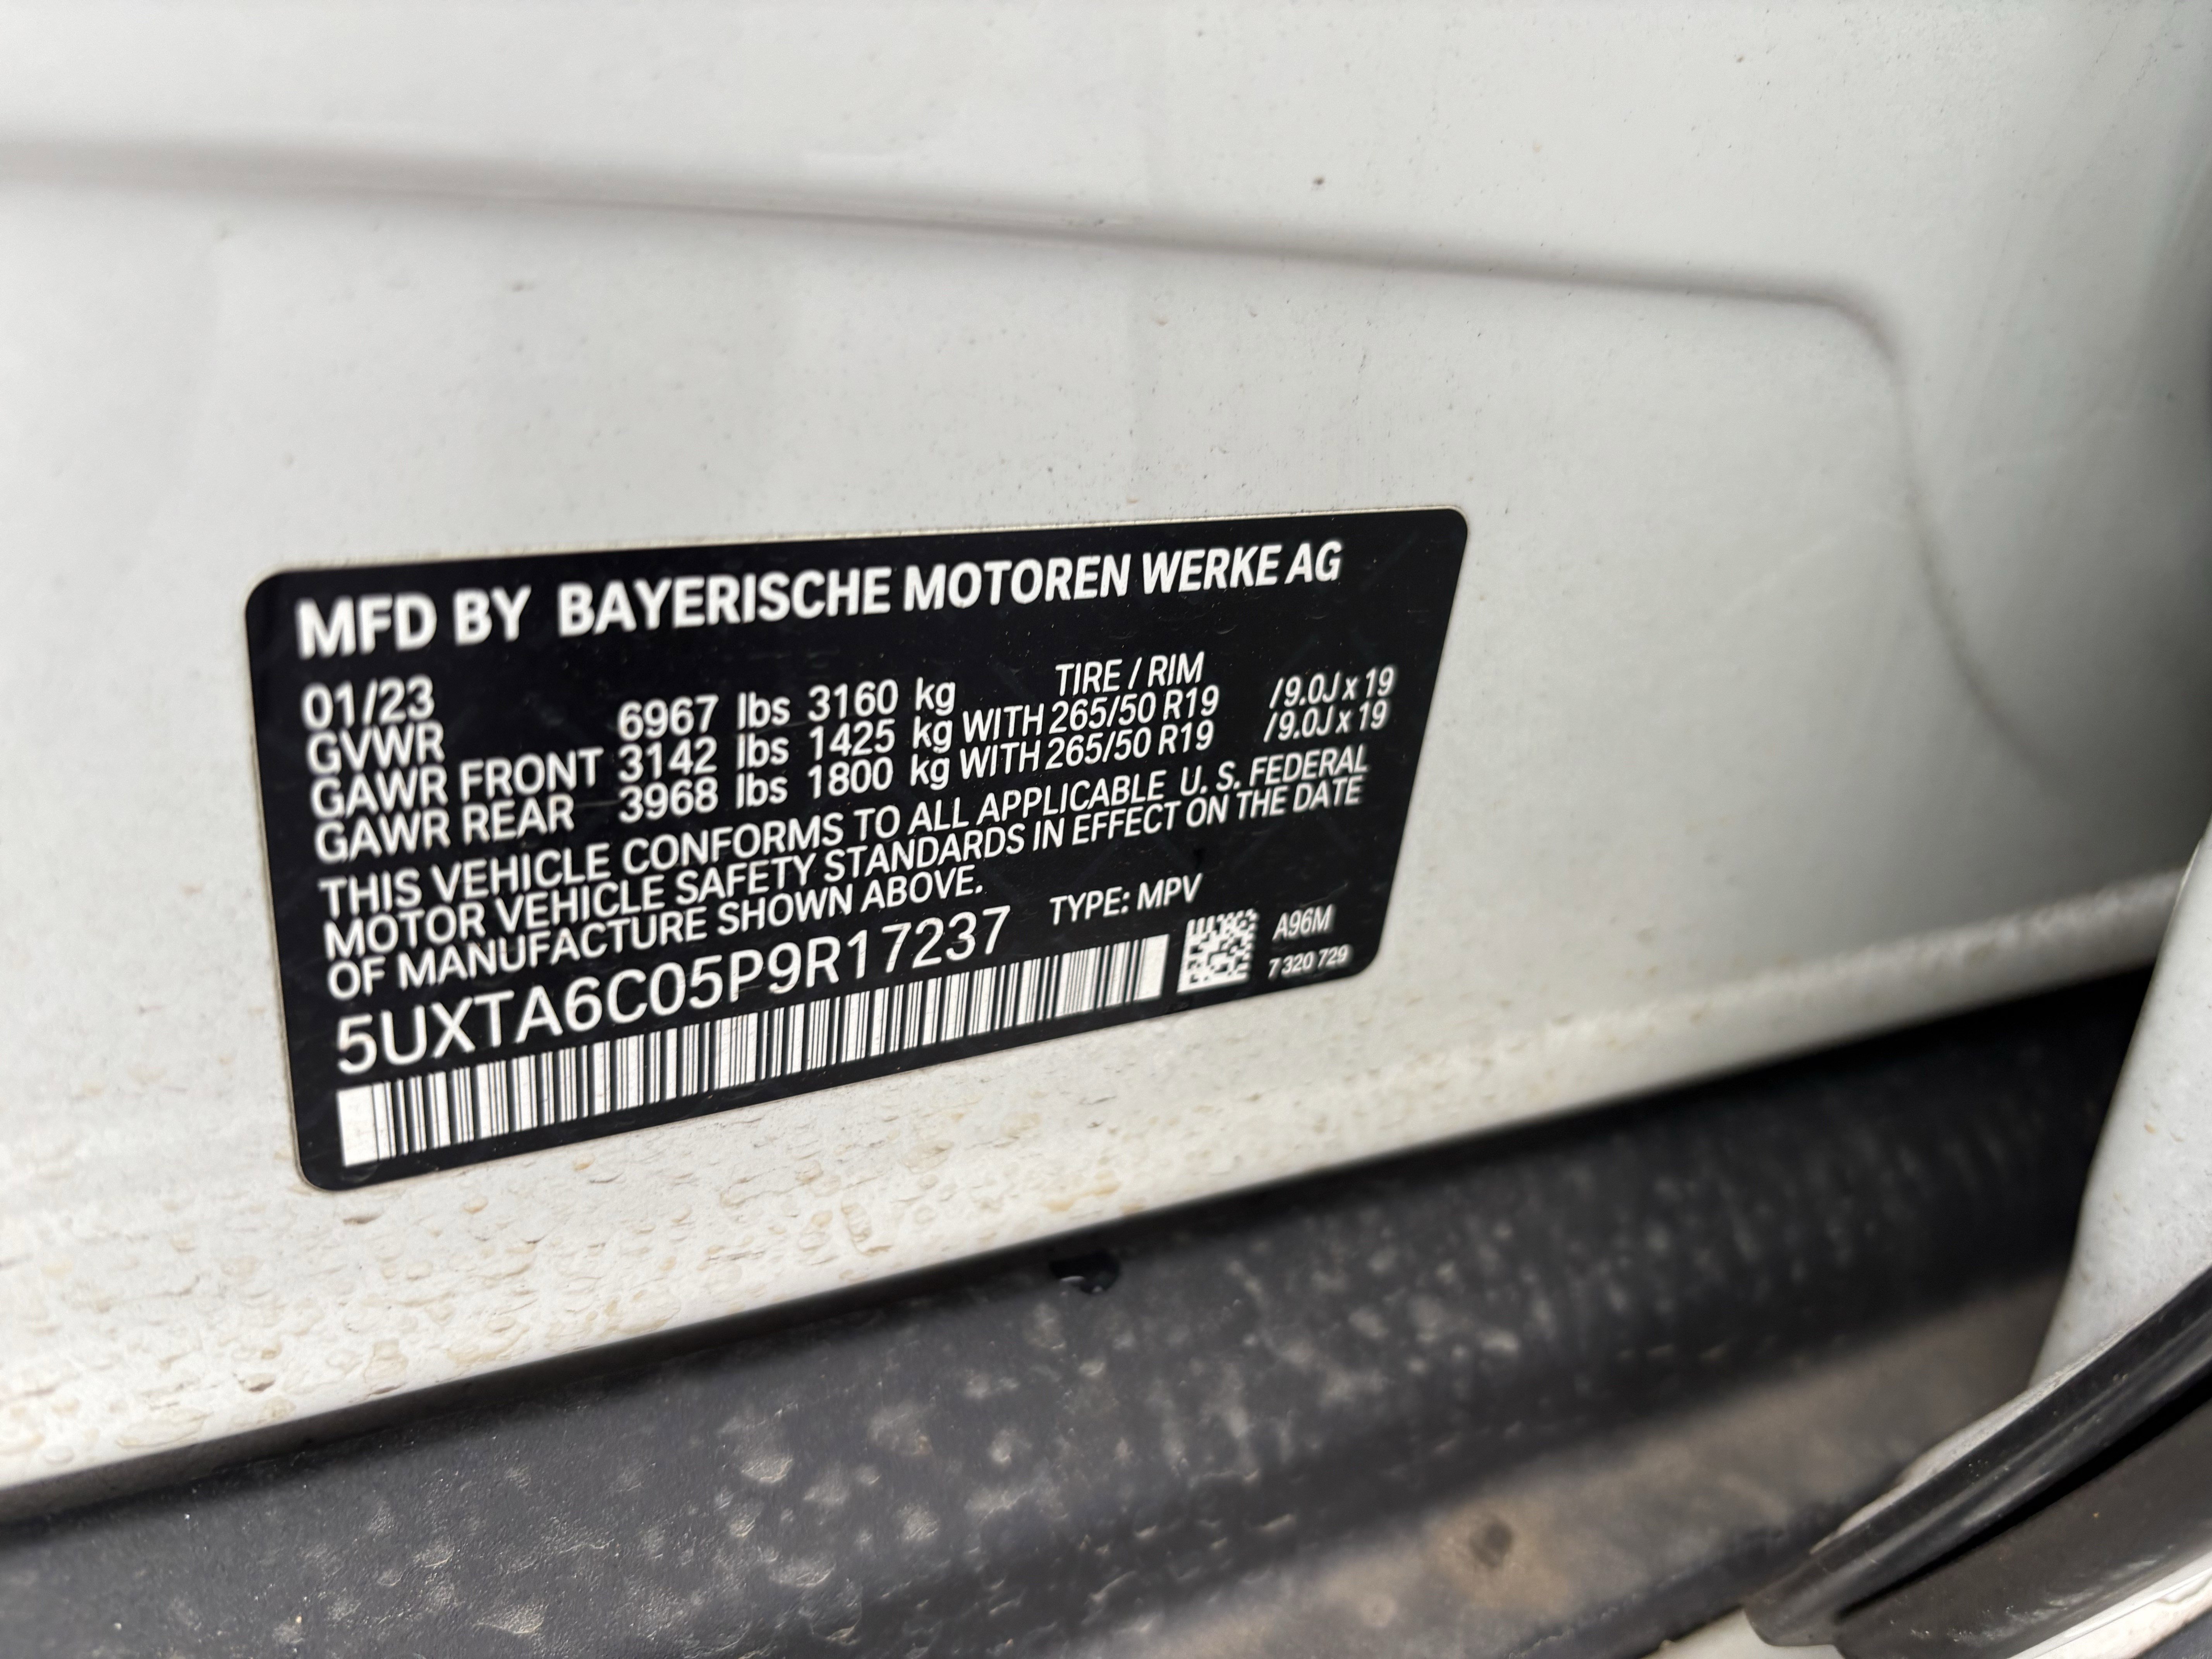 MFD BY BAYERISCHE MOTOREN WERKE AG
01/23 TIRE / RIM
GVWR 6967 lbs 3160 kg
GAWR FRONT 3142 lbs 1425 kg WITH 265/50 R19 /9.0J x 19
GAWR REAR 3968 lbs 1800 kg WITH 265/50 R19 /9.0J x 19
THIS VEHICLE CONFORMS TO ALL APPLICABLE U. S. FEDERAL
MOTOR VEHICLE SAFETY STANDARDS IN EFFECT ON THE DATE
OF MANUFACTURE SHOWN ABOVE.
5UXTA6C05P9R17237 TYPE: MPV
A96M
7 320 729